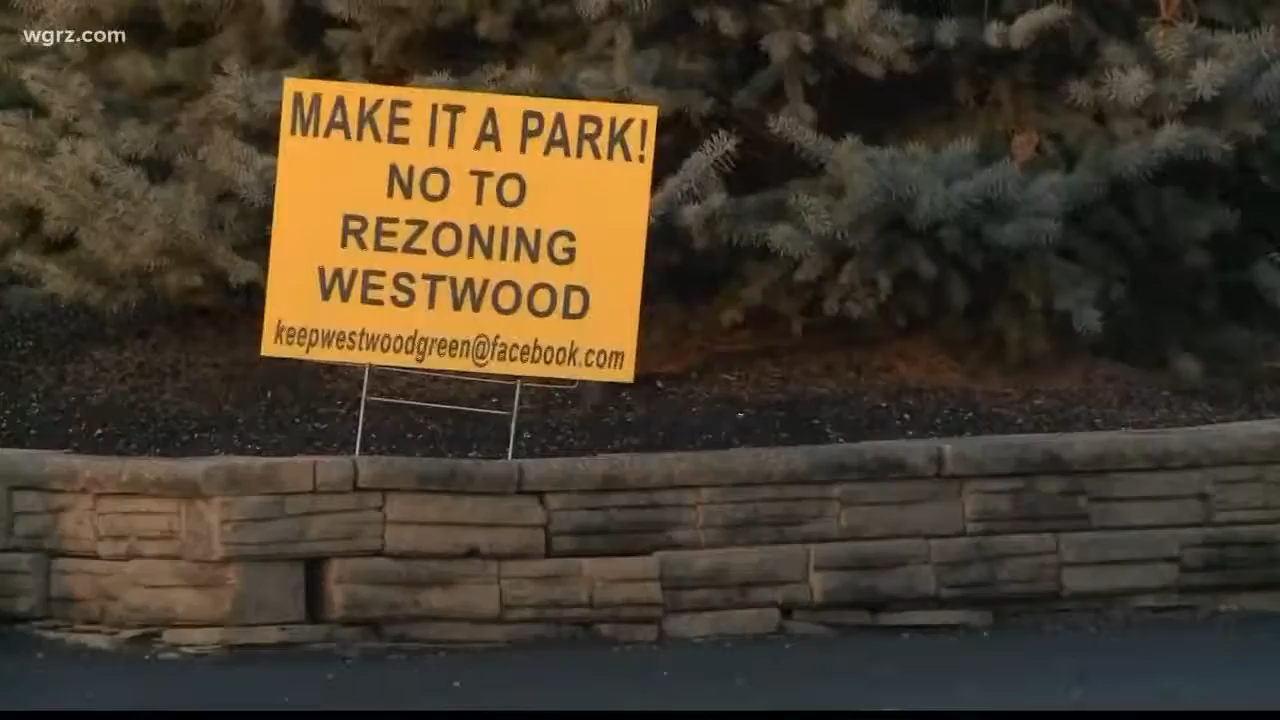 wgrz.com
MAKE IT A PARK!
NO TO
REZONING
WESTWOOD
keepwestwoodgreen@facebook.com